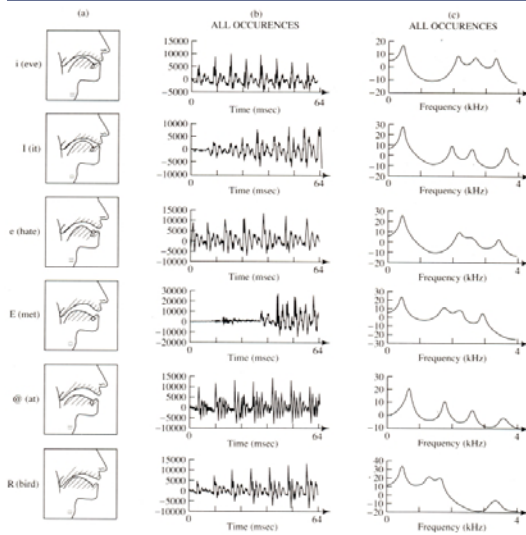 (a) (b) (c)
ALL OCCURENCES ALL OCCURENCES
i (eve)
15000 10000 5000 0 -5000
0 64
Time (msec)
20 10 0 -10
0 4
Frequency (kHz)
I (it)
10000 5000 0 -5000 -10000
0 64
Time (msec)
30 20 10 0 -10 -20
0 4
Frequency (kHz)
e (hate)
15000 10000 5000 0 -5000 -10000
0 64
Time (msec)
30 20 10 0 -10 -20
0 4
Frequency (kHz)
E (met)
30000 20000 10000 0 -10000 -20000
0 64
Time (msec)
30 20 10 0 -10 -20 -30
0 4
Frequency (kHz)
@ (at)
15000 10000 5000 0 -5000 -10000
0 64
Time (msec)
30 20 10 0 -10
0 4
Frequency (kHz)
R (bird)
15000 10000 5000 0 -5000 -10000
0 64
Time (msec)
40 30 20 10 0 -10 -20
0 4
Frequency (kHz)